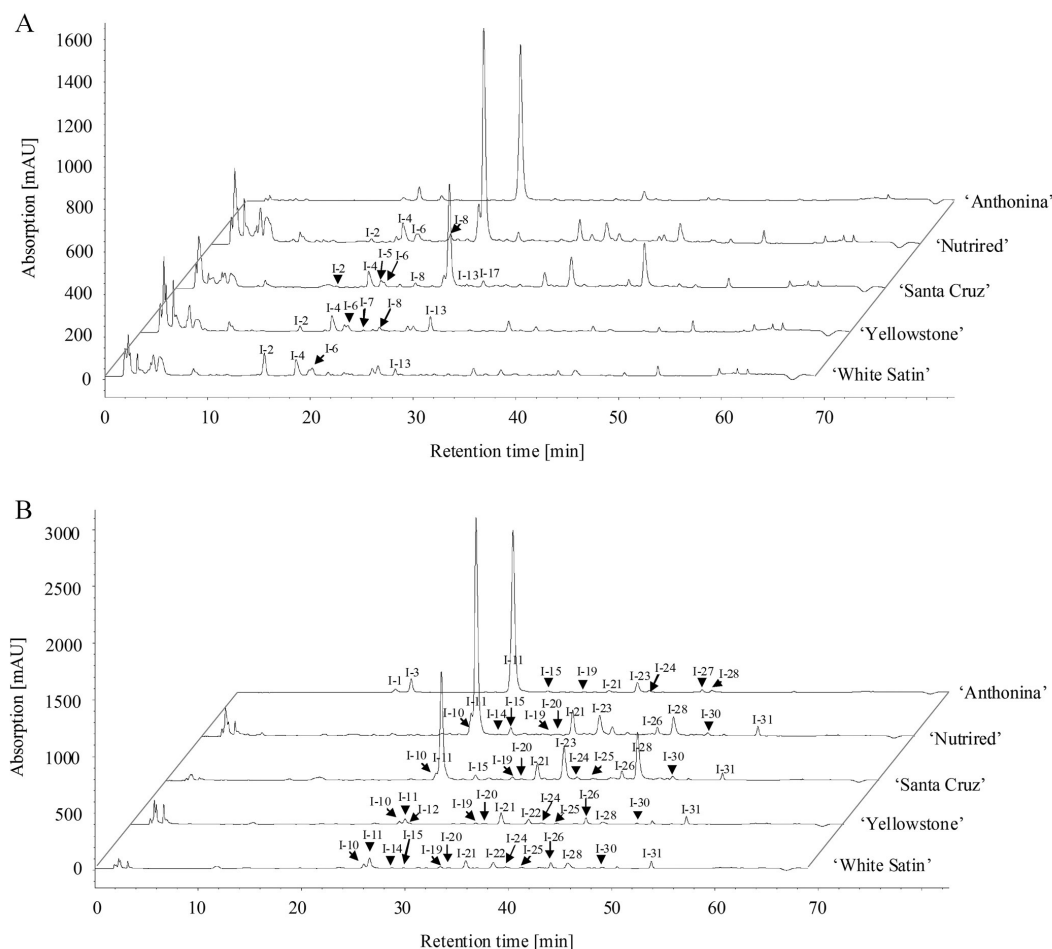 A
1600
1400
1200
1000
800
600
400
200
0
Absorption [mAU]
I-4
I-2
I-6
I-8
‘Anthonina’
I-5
I-4
I-6
I-2
I-8
I-13
I-17
‘Nutrired’
I-7
I-8
I-6
I-4
I-2
I-13
‘Santa Cruz’
‘Yellowstone’
I-2
I-4
I-6
I-13
‘White Satin’
0 10 20 30 40 50 60 70
Retention time [min]
B
3000
2500
2000
1500
1000
500
0
Absorption [mAU]
I-1 I-3 I-11 I-15 I-19 I-21 I-23 I-24 I-27 I-28
‘Anthonina’
I-10 I-11 I-14 I-15 I-19 I-20 I-21 I-23 I-26 I-28 I-30 I-31
‘Nutrired’
I-10 I-11 I-15 I-19 I-20 I-21 I-23 I-24 I-25 I-26 I-28 I-30 I-31
‘Santa Cruz’
I-10 I-11 I-12 I-19 I-20 I-21 I-22 I-24 I-25 I-26 I-28 I-30 I-31
‘Yellowstone’
I-10 I-11 I-14 I-15 I-19 I-20 I-21 I-22 I-24 I-25 I-26 I-28 I-30 I-31
‘White Satin’
0 10 20 30 40 50 60 70
Retention time [min]